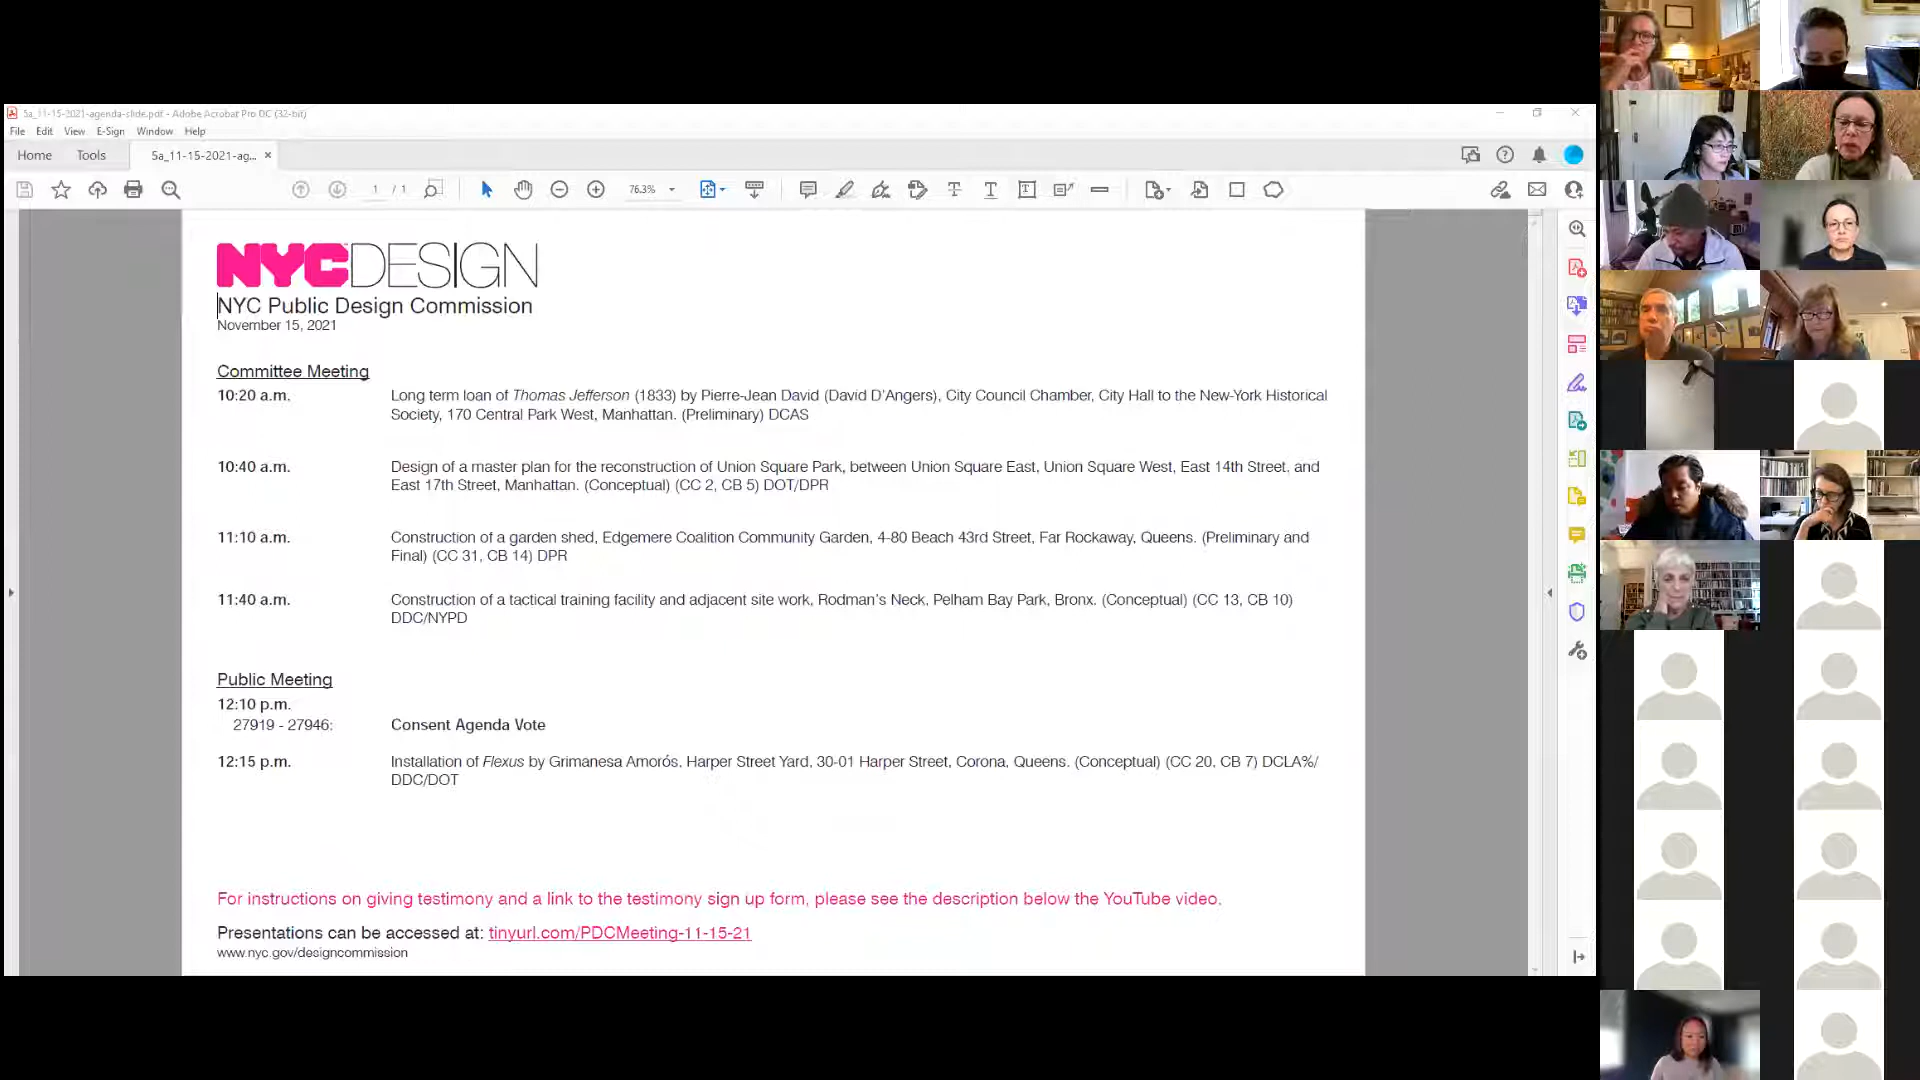 5a_11-15-2021-agenda-slide.pdf - Adobe Acrobat Pro DC (32-bit)
File Edit View E-Sign Window Help
Home Tools 5a_11-15-2021-ag... ×
1 / 1 76.3%
NYCDESIGN
NYC Public Design Commission
November 15, 2021
Committee Meeting
10:20 a.m. Long term loan of Thomas Jefferson (1833) by Pierre-Jean David (David D'Angers), City Council Chamber, City Hall to the New-York Historical
Society, 170 Central Park West, Manhattan. (Preliminary) DCAS
10:40 a.m. Design of a master plan for the reconstruction of Union Square Park, between Union Square East, Union Square West, East 14th Street, and
East 17th Street, Manhattan. (Conceptual) (CC 2, CB 5) DOT/DPR
11:10 a.m. Construction of a garden shed, Edgemere Coalition Community Garden, 4-80 Beach 43rd Street, Far Rockaway, Queens. (Preliminary and
Final) (CC 31, CB 14) DPR
11:40 a.m. Construction of a tactical training facility and adjacent site work, Rodman's Neck, Pelham Bay Park, Bronx. (Conceptual) (CC 13, CB 10)
DDC/NYPD
Public Meeting
12:10 p.m.
27919 - 27946: Consent Agenda Vote
12:15 p.m. Installation of Flexus by Grimanesa Amorós, Harper Street Yard, 30-01 Harper Street, Corona, Queens. (Conceptual) (CC 20, CB 7) DCLA%/
DDC/DOT
For instructions on giving testimony and a link to the testimony sign up form, please see the description below the YouTube video.
Presentations can be accessed at: tinyurl.com/PDCMeeting-11-15-21
www.nyc.gov/designcommission